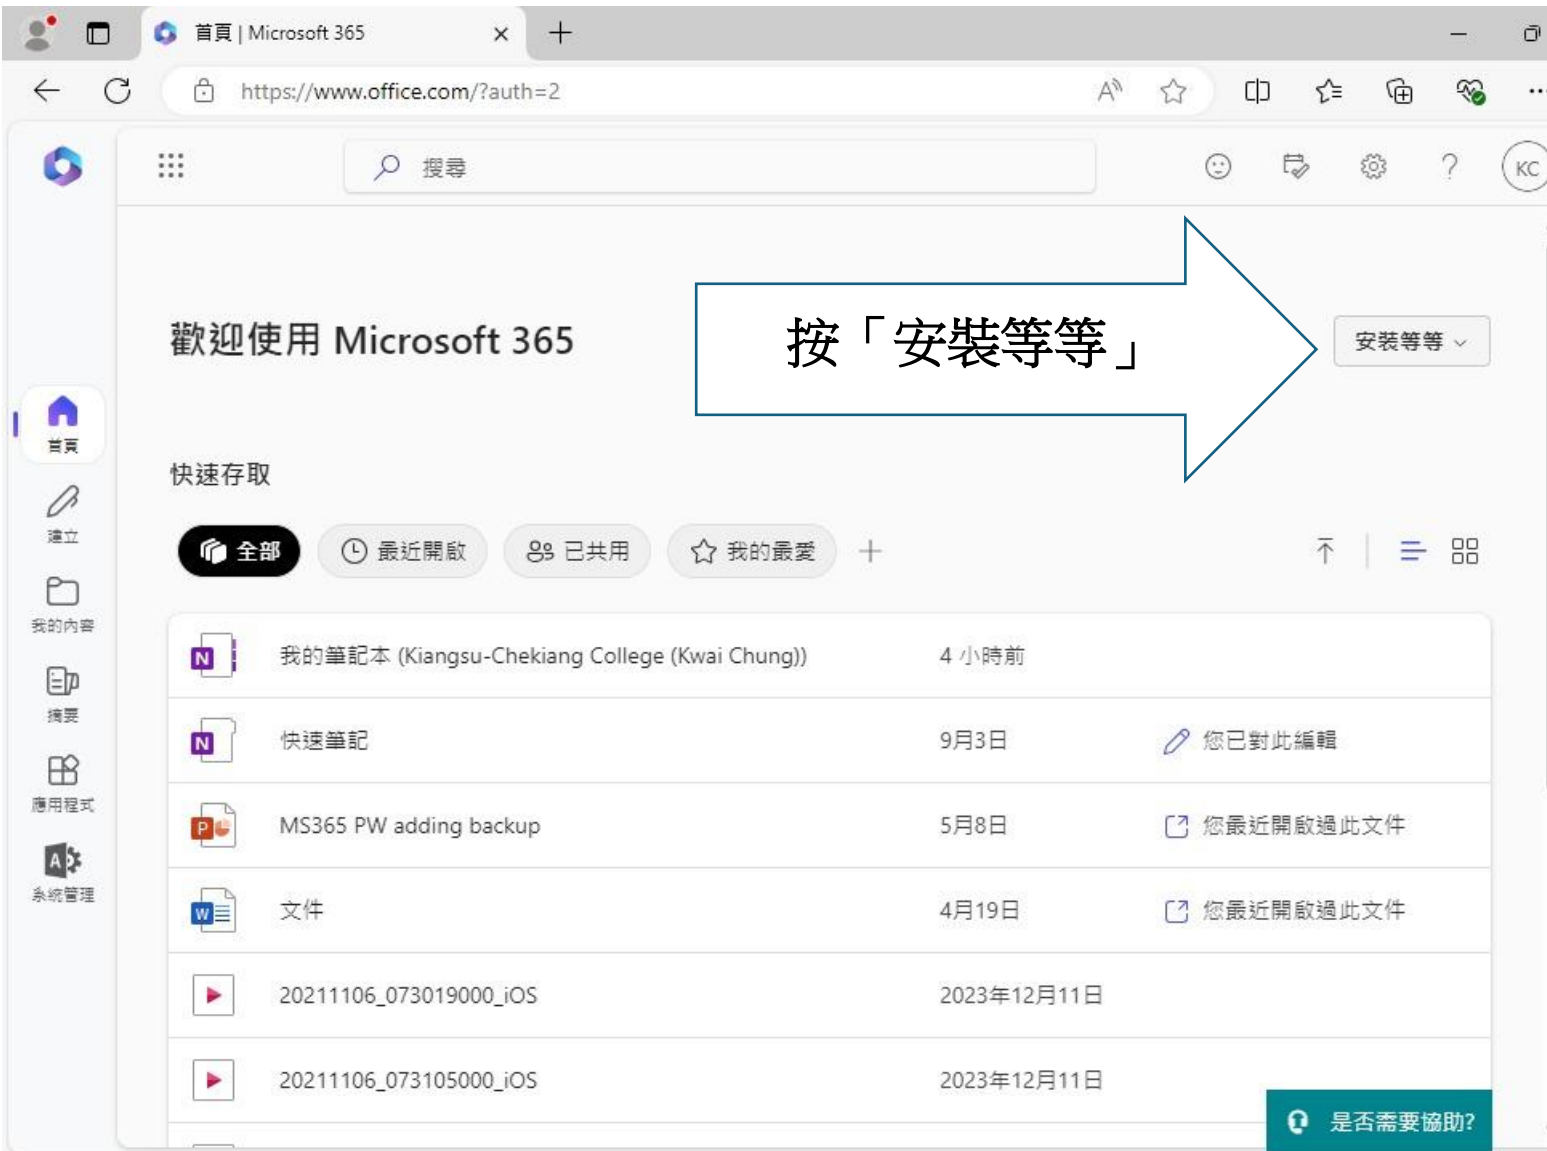 首頁 | Microsoft 365
https://www.office.com/?auth=2
搜尋
KC
歡迎使用 Microsoft 365
按「安裝等等」
安裝等等
首頁
建立
我的內容
摘要
應用程式
系統管理
快速存取
全部 最近開啟 已共用 我的最愛
我的筆記本 (Kiangsu-Chekiang College (Kwai Chung)) 4 小時前
快速筆記 9月3日 您已對此編輯
MS365 PW adding backup 5月8日 您最近開啟過此文件
文件 4月19日 您最近開啟過此文件
20211106_073019000_iOS 2023年12月11日
20211106_073105000_iOS 2023年12月11日
是否需要協助?